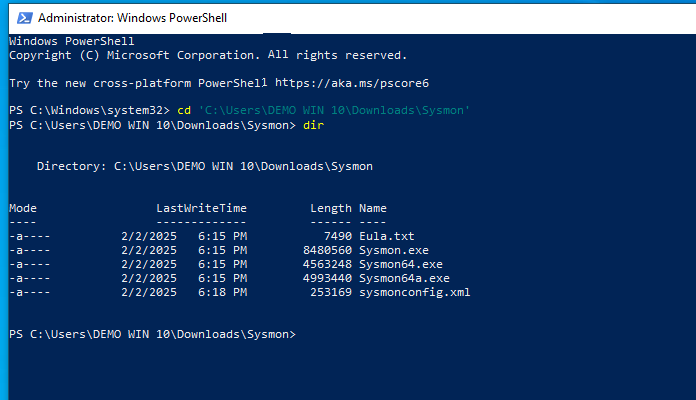 Administrator: Windows PowerShell
Windows PowerShell
Copyright (C) Microsoft Corporation. All rights reserved.
Try the new cross-platform PowerShell https://aka.ms/pscore6
PS C:\Windows\system32> cd 'C:\Users\DEMO WIN 10\Downloads\Sysmon'
PS C:\Users\DEMO WIN 10\Downloads\Sysmon> dir
Directory: C:\Users\DEMO WIN 10\Downloads\Sysmon
Mode LastWriteTime Length Name
---- ------------- ------ ----
-a---- 2/2/2025 6:15 PM 7490 Eula.txt
-a---- 2/2/2025 6:15 PM 8480560 Sysmon.exe
-a---- 2/2/2025 6:15 PM 4563248 Sysmon64.exe
-a---- 2/2/2025 6:15 PM 4993440 Sysmon64a.exe
-a---- 2/2/2025 6:18 PM 253169 sysmonconfig.xml
PS C:\Users\DEMO WIN 10\Downloads\Sysmon>